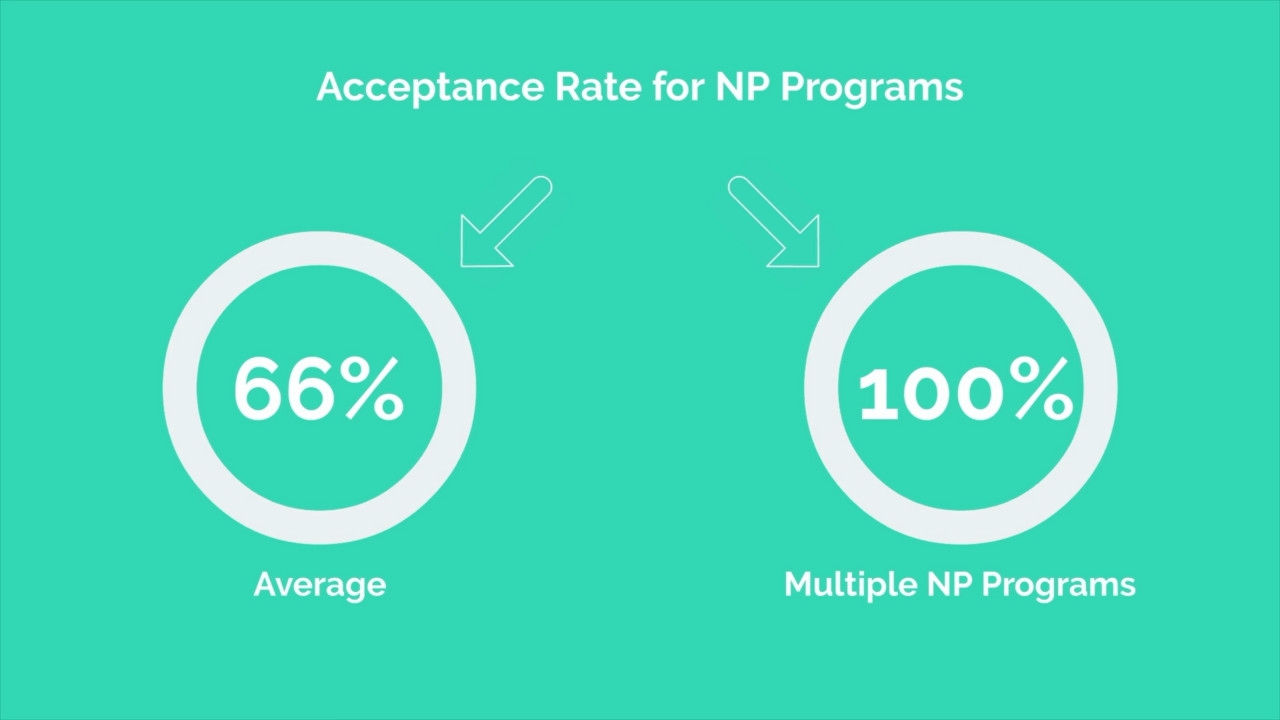 Acceptance Rate for NP Programs
66%
100%
Average
Multiple NP Programs